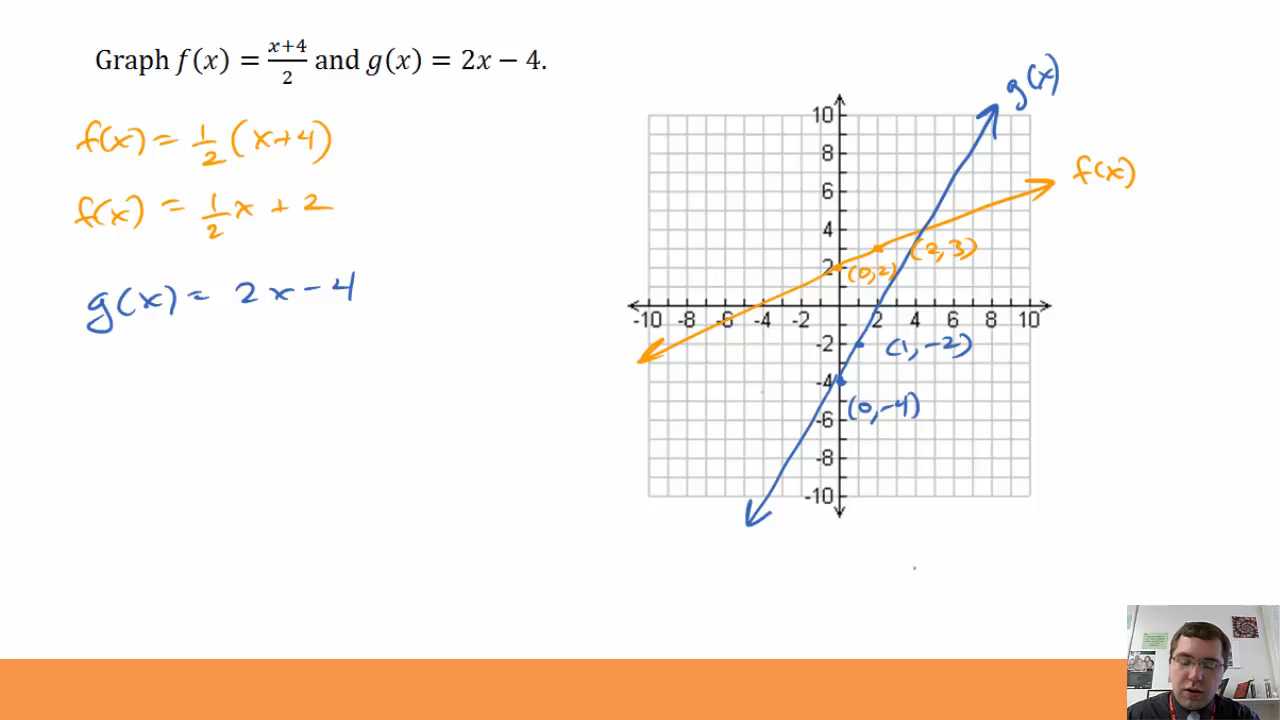 Graph f(x) = x+4/2 and g(x) = 2x − 4.
f(x) = 1/2 (x+4)
f(x) = 1/2 x + 2
g(x) = 2x − 4
g(x)
f(x)
10
8
6
4
2
(2,3)
(0,2)
-10 -8 -6 -4 -2 2 4 6 8 10
-2
(1,-2)
-4
(0,-4)
-6
-8
-10